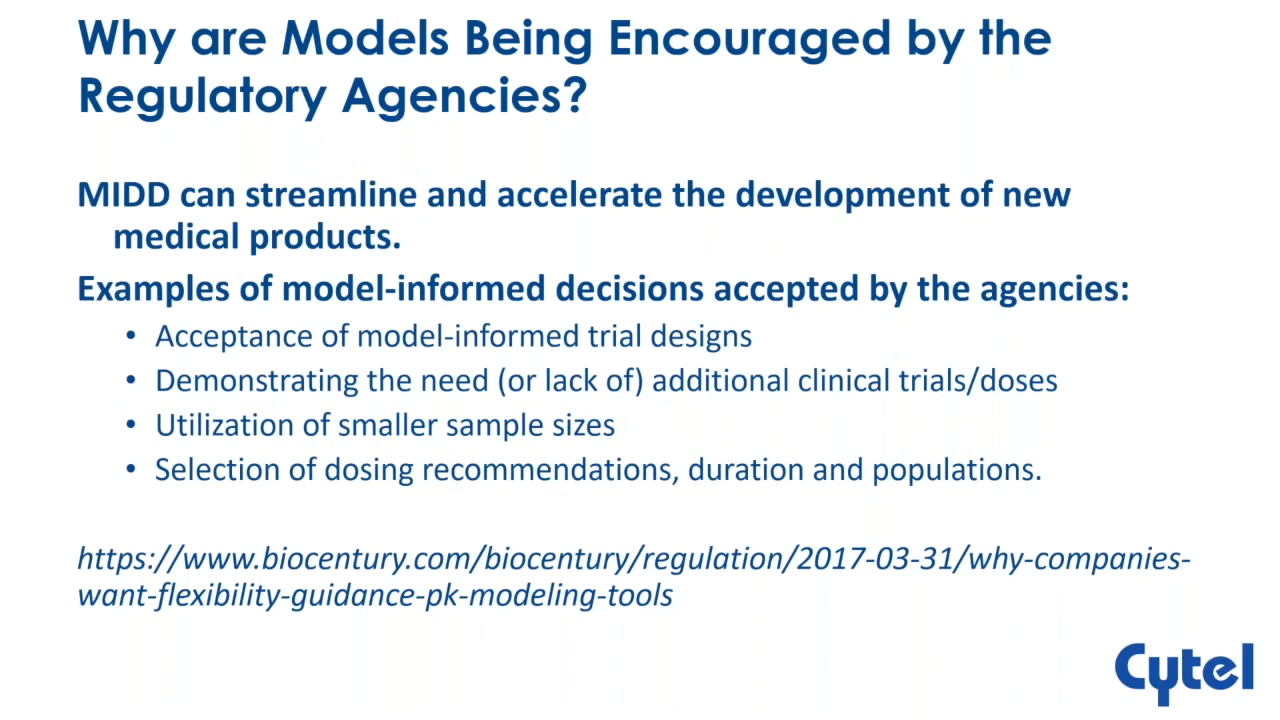 Why are Models Being Encouraged by the
Regulatory Agencies?
MIDD can streamline and accelerate the development of new
medical products.
Examples of model-informed decisions accepted by the agencies:
• Acceptance of model-informed trial designs
• Demonstrating the need (or lack of) additional clinical trials/doses
• Utilization of smaller sample sizes
• Selection of dosing recommendations, duration and populations.
https://www.biocentury.com/biocentury/regulation/2017-03-31/why-companies-
want-flexibility-guidance-pk-modeling-tools
Cytel